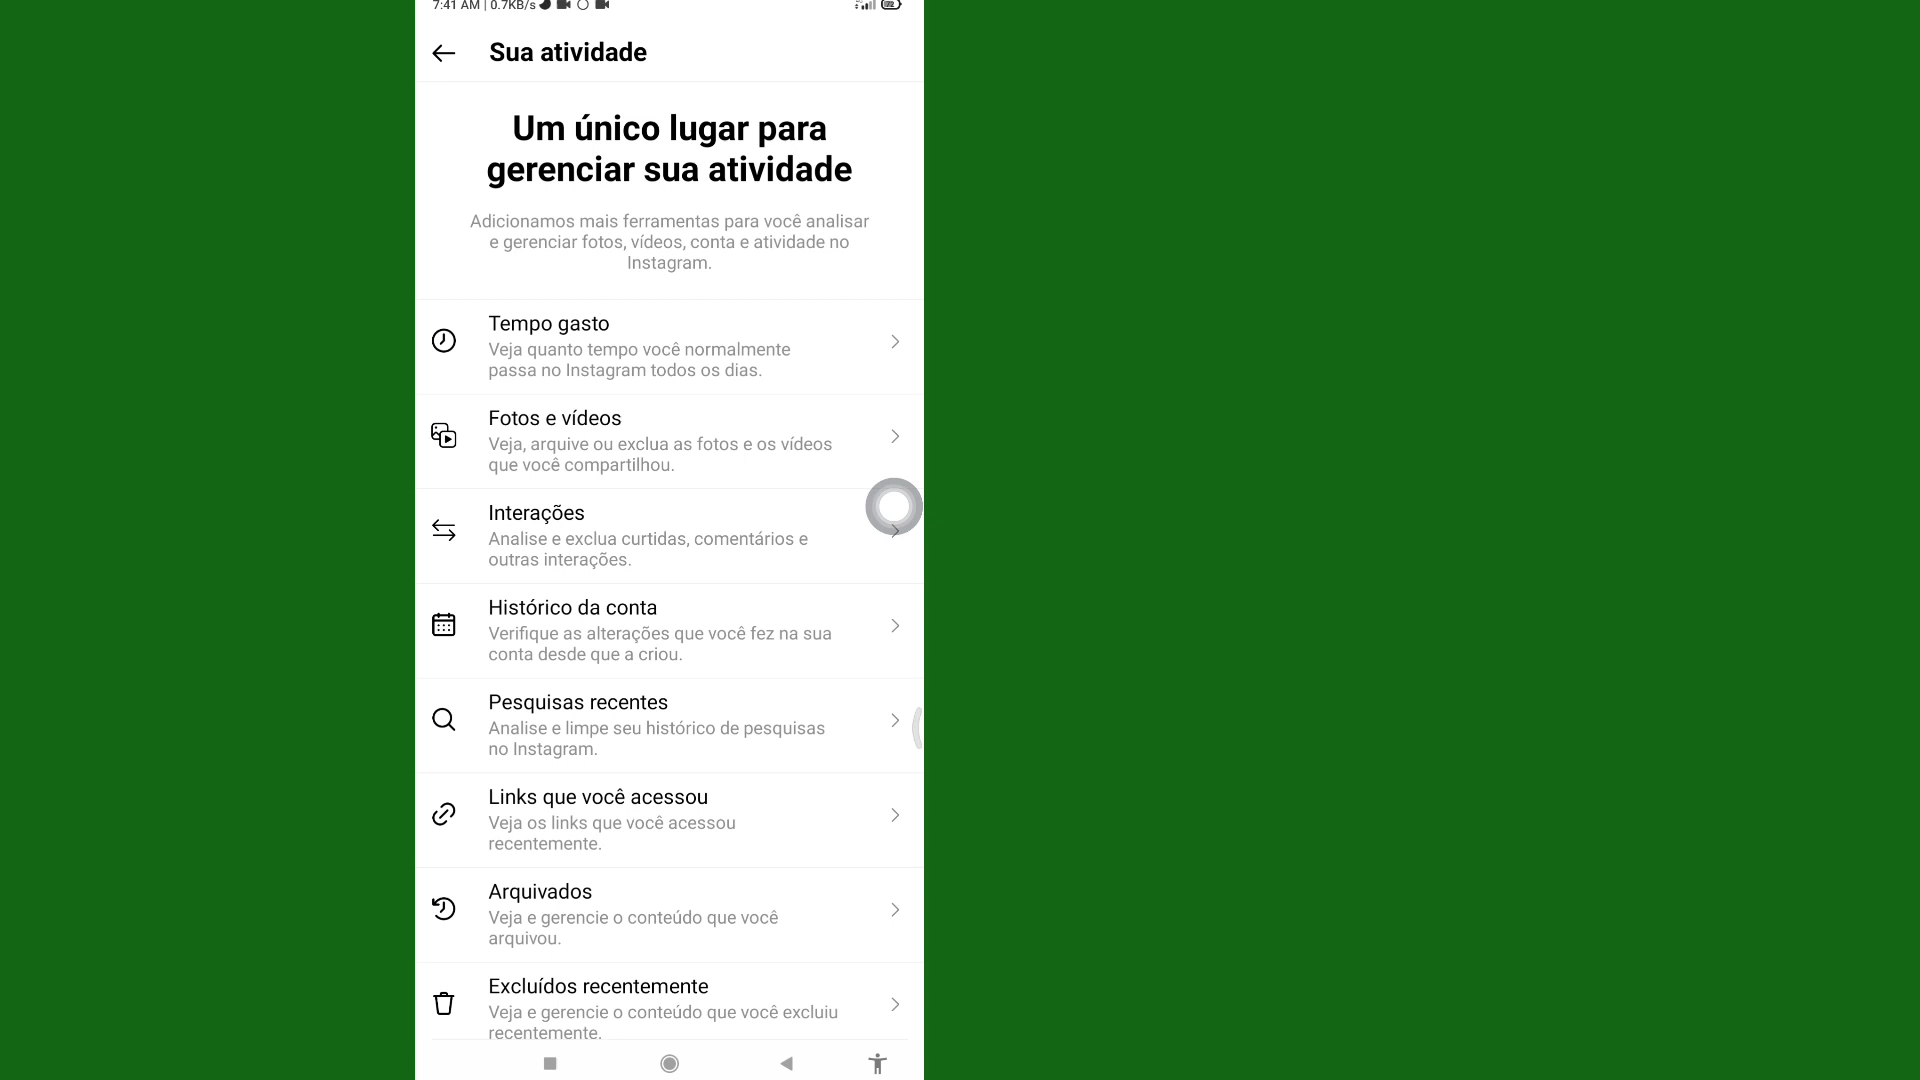 7:41 AM | 0.7KB/s
Sua atividade
Um único lugar para
gerenciar sua atividade
Adicionamos mais ferramentas para você analisar
e gerenciar fotos, vídeos, conta e atividade no
Instagram.
Tempo gasto
Veja quanto tempo você normalmente
passa no Instagram todos os dias.
Fotos e vídeos
Veja, arquive ou exclua as fotos e os vídeos
que você compartilhou.
Interações
Analise e exclua curtidas, comentários e
outras interações.
Histórico da conta
Verifique as alterações que você fez na sua
conta desde que a criou.
Pesquisas recentes
Analise e limpe seu histórico de pesquisas
no Instagram.
Links que você acessou
Veja os links que você acessou
recentemente.
Arquivados
Veja e gerencie o conteúdo que você
arquivou.
Excluídos recentemente
Veja e gerencie o conteúdo que você excluiu
recentemente.